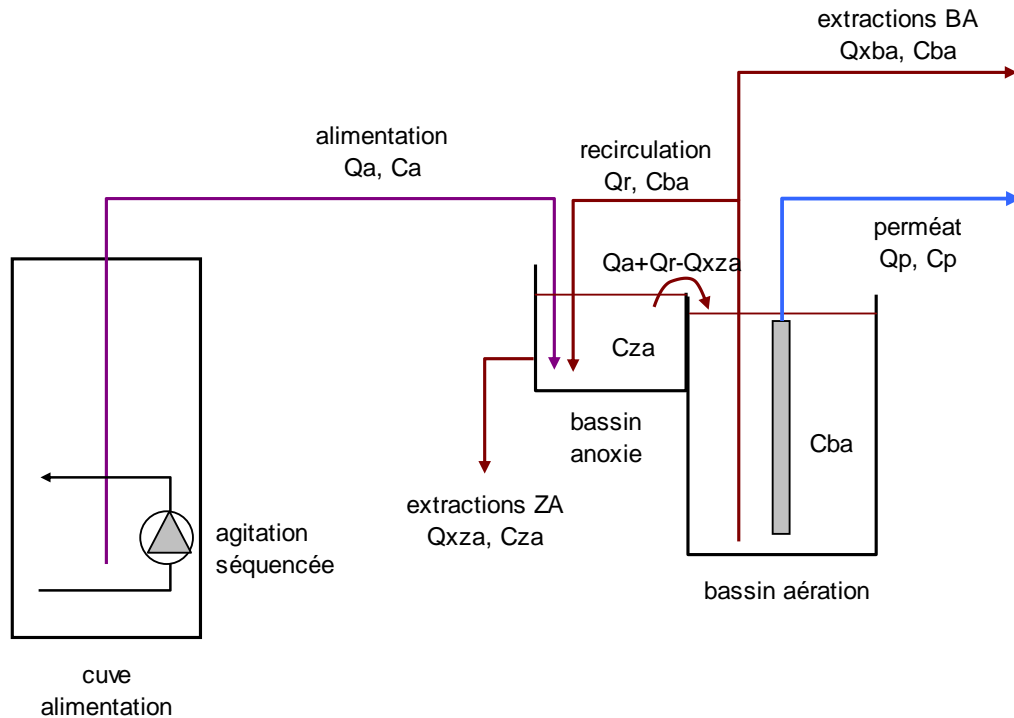 extractions BA
Qxba, Cba
alimentation
Qa, Ca
recirculation
Qr, Cba
perméat
Qp, Cp
Qa+Qr-Qxza
Cza
bassin
anoxie
Cba
extractions ZA
Qxza, Cza
agitation
séquencée
bassin aération
cuve
alimentation